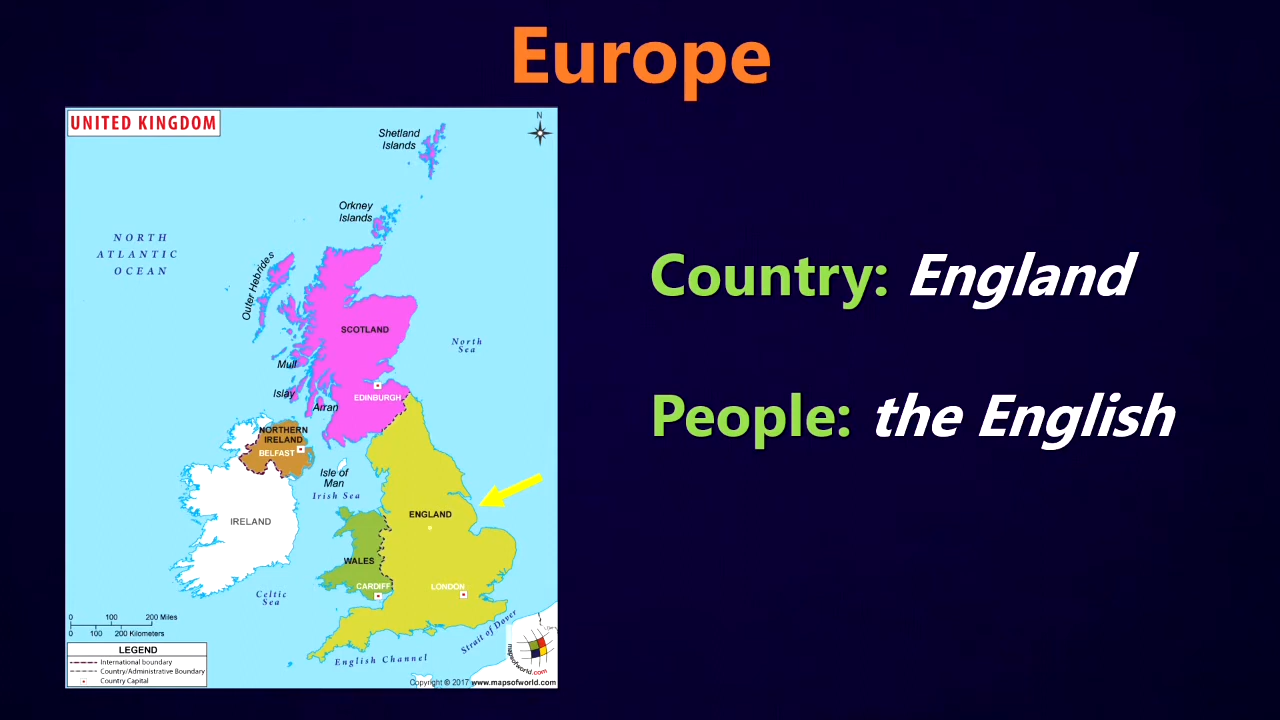 Europe
UNITED KINGDOM
N
Shetland
Islands
Orkney
Islands
NORTH
ATLANTIC
OCEAN
Outer Hebrides
Country: England
SCOTLAND
North
Sea
Mull
Islay
EDINBURGH
Arran
People: the English
NORTHERN
IRELAND
BELFAST
Isle of
Man
Irish Sea
ENGLAND
IRELAND
WALES
CARDIFF
LONDON
Celtic
Sea
0 100 200 Miles
0 100 200 Kilometers
Strait of Dover
English Channel
mapsofworld.com
LEGEND
International boundary
Country/Administrative Boundary
Country Capital
Copyright © 2017 www.mapsofworld.com